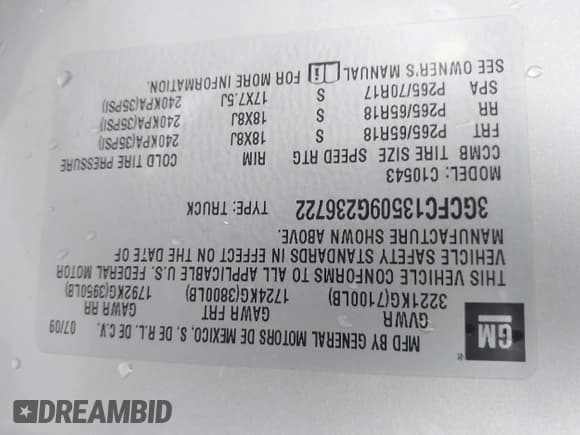 MFD BY GENERAL MOTORS DE MEXICO, S. DE R.L. DE C.V.
07/09
GVWR GAWR FRT GAWR RR
3221KG(7100LB) 1724KG(3800LB) 1792KG(3950LB)
THIS VEHICLE CONFORMS TO ALL APPLICABLE U.S. FEDERAL MOTOR
VEHICLE SAFETY STANDARDS IN EFFECT ON THE DATE OF
MANUFACTURE SHOWN ABOVE.
3GCFC13509G236722 TYPE: TRUCK
MODEL: C10543
CCMB TIRE SIZE SPEED RTG RIM COLD TIRE PRESSURE
FRT P265/65R18 S 18X8J 240KPA(35PSI)
RR P265/65R18 S 18X8J 240KPA(35PSI)
SPA P265/70R17 S 17X7.5J 240KPA(35PSI)
SEE OWNER'S MANUAL FOR MORE INFORMATION.
GM
®
DREAMBID